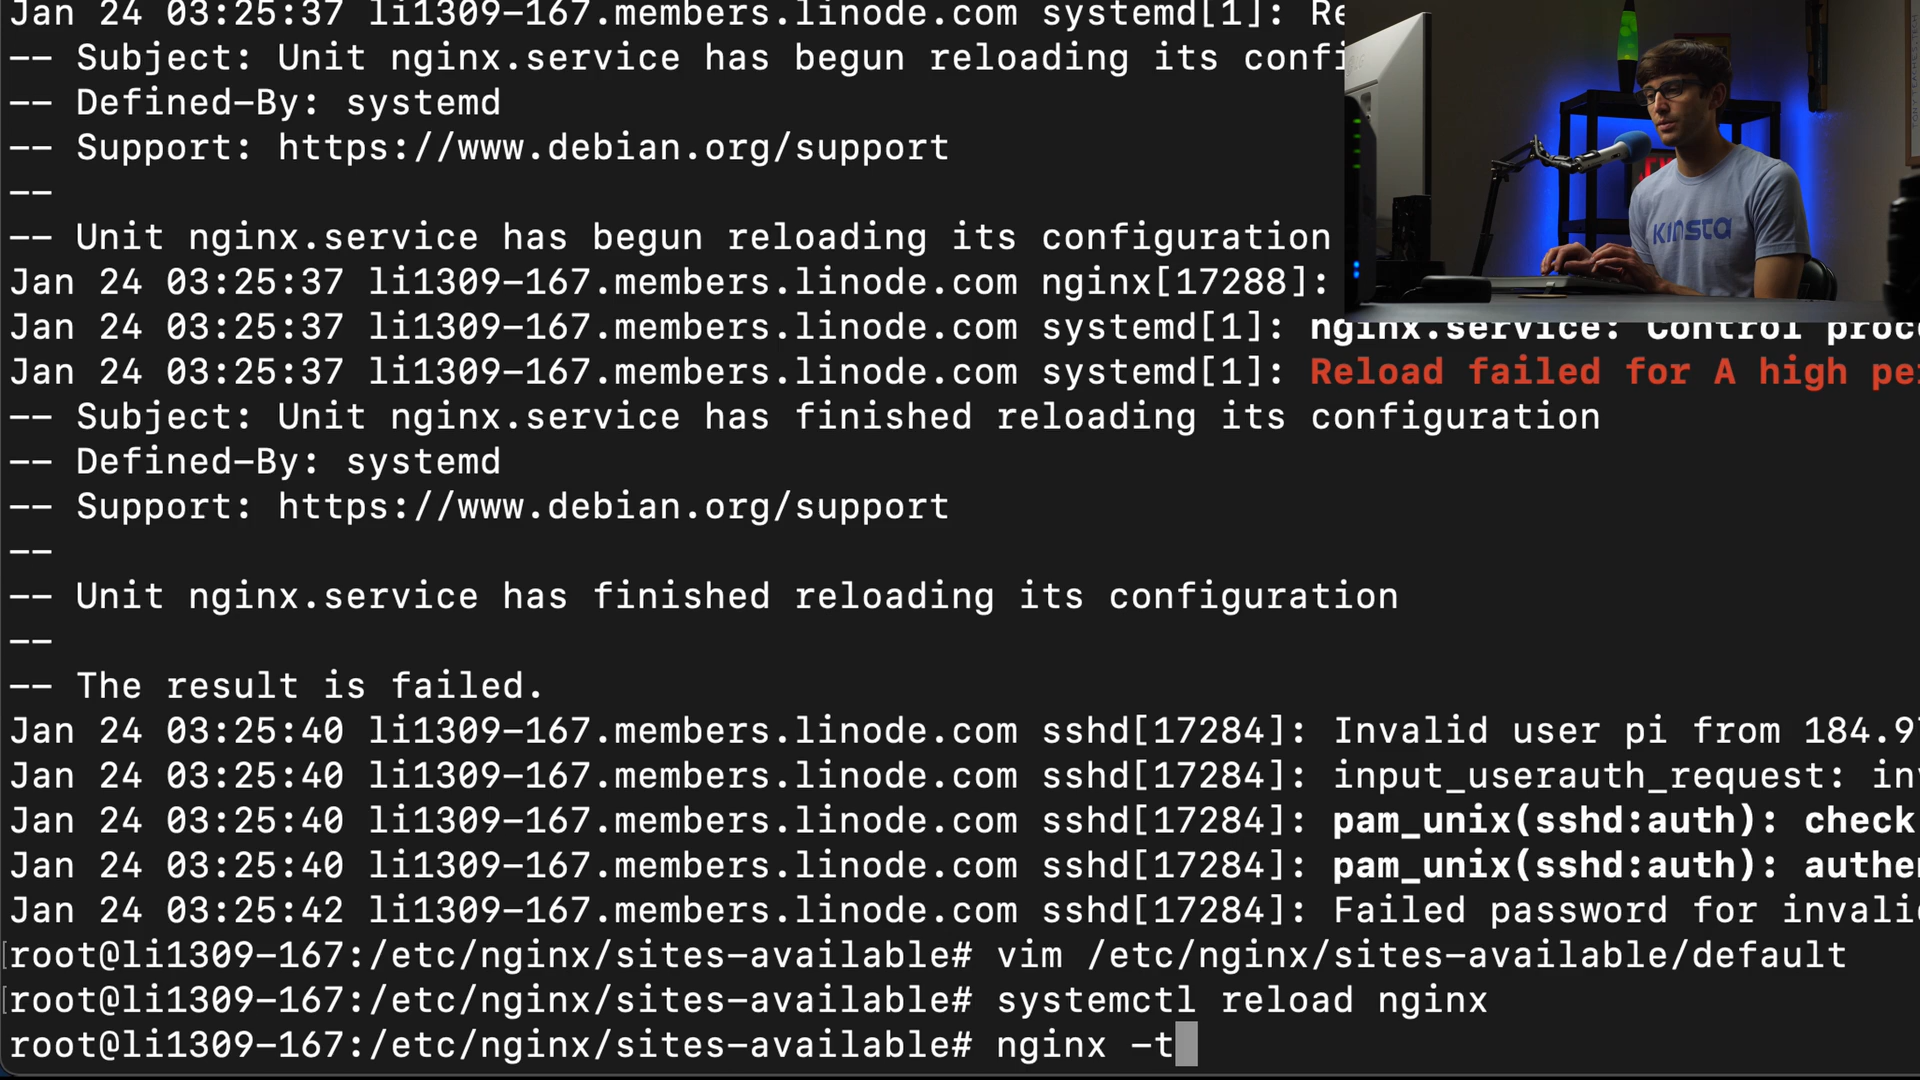 Jan 24 03:25:37 li1309-167.members.linode.com systemd[1]: Re
-- Subject: Unit nginx.service has begun reloading its confi
-- Defined-By: systemd
-- Support: https://www.debian.org/support
--
-- Unit nginx.service has begun reloading its configuration
Jan 24 03:25:37 li1309-167.members.linode.com nginx[17288]:
Jan 24 03:25:37 li1309-167.members.linode.com systemd[1]: nginx.service: Control proc
Jan 24 03:25:37 li1309-167.members.linode.com systemd[1]: Reload failed for A high pe
-- Subject: Unit nginx.service has finished reloading its configuration
-- Defined-By: systemd
-- Support: https://www.debian.org/support
--
-- Unit nginx.service has finished reloading its configuration
--
-- The result is failed.
Jan 24 03:25:40 li1309-167.members.linode.com sshd[17284]: Invalid user pi from 184.9
Jan 24 03:25:40 li1309-167.members.linode.com sshd[17284]: input_userauth_request: inv
Jan 24 03:25:40 li1309-167.members.linode.com sshd[17284]: pam_unix(sshd:auth): check
Jan 24 03:25:40 li1309-167.members.linode.com sshd[17284]: pam_unix(sshd:auth): authe
Jan 24 03:25:42 li1309-167.members.linode.com sshd[17284]: Failed password for invali
[root@li1309-167:/etc/nginx/sites-available# vim /etc/nginx/sites-available/default
[root@li1309-167:/etc/nginx/sites-available# systemctl reload nginx
root@li1309-167:/etc/nginx/sites-available# nginx -t
KINSTA